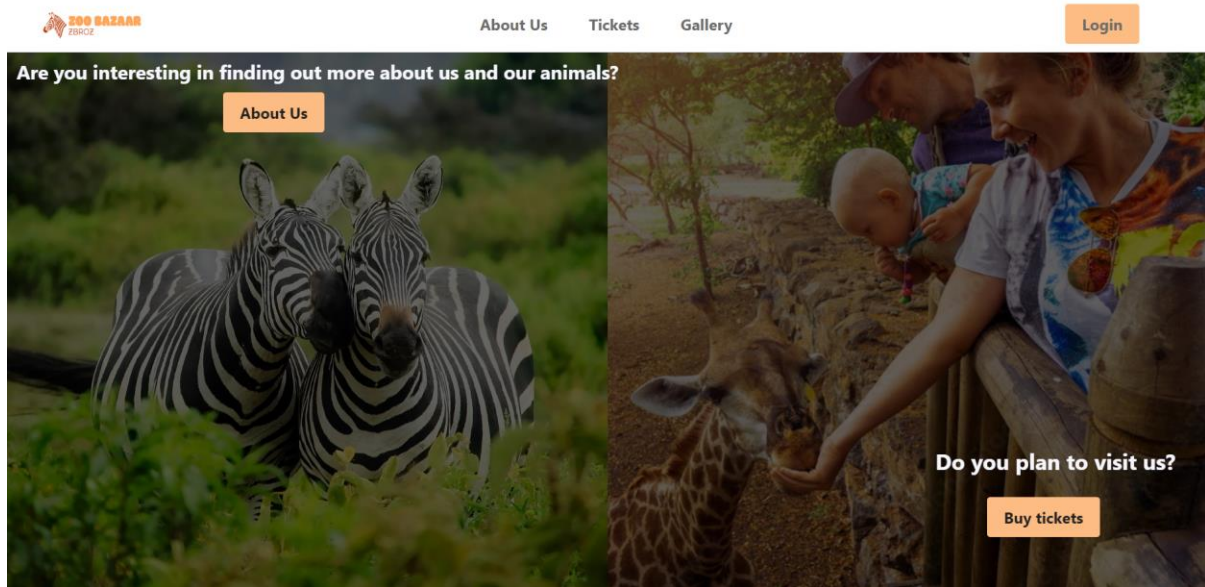 ZOO BAZAAR
ZBROZ
About Us
Tickets
Gallery
Login
Are you interesting in finding out more about us and our animals?
About Us
Do you plan to visit us?
Buy tickets